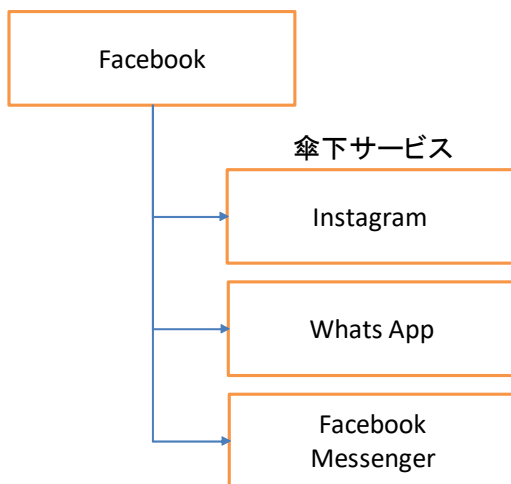 Facebook
傘下サービス
Instagram
Whats App
Facebook
Messenger